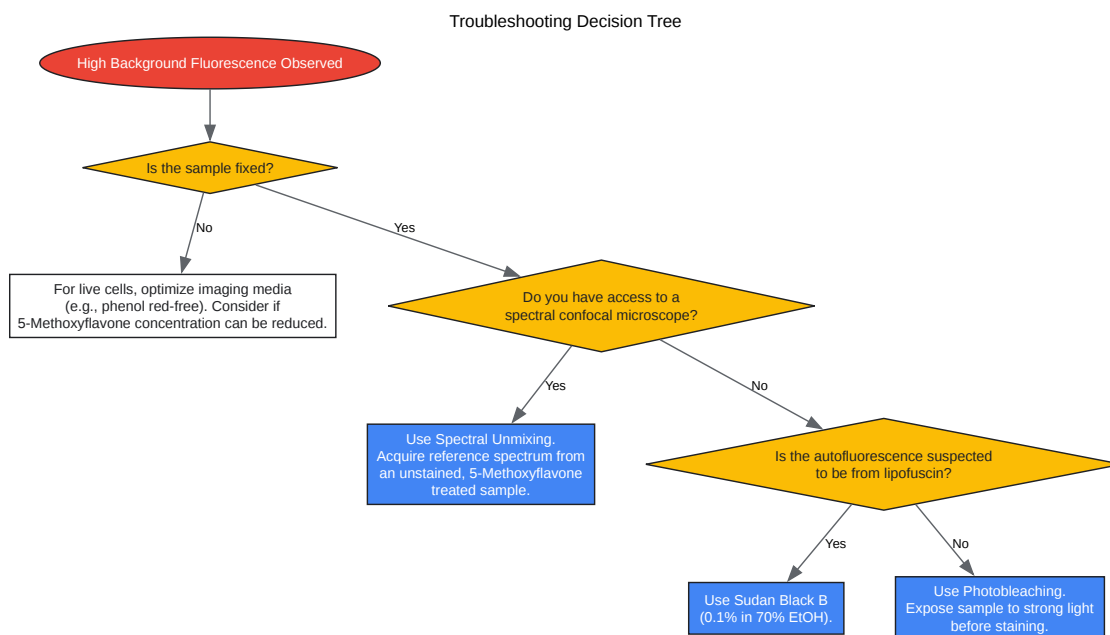 Troubleshooting Decision Tree
High Background Fluorescence Observed
Is the sample fixed?
No
Yes
For live cells, optimize imaging media
(e.g., phenol red-free). Consider if
5-Methoxyflavone concentration can be reduced.
Do you have access to a
spectral confocal microscope?
Yes
No
Use Spectral Unmixing.
Acquire reference spectrum from
an unstained, 5-Methoxyflavone
treated sample.
Is the autofluorescence suspected
to be from lipofuscin?
Yes
No
Use Sudan Black B
(0.1% in 70% EtOH).
Use Photobleaching.
Expose sample to strong light
before staining.